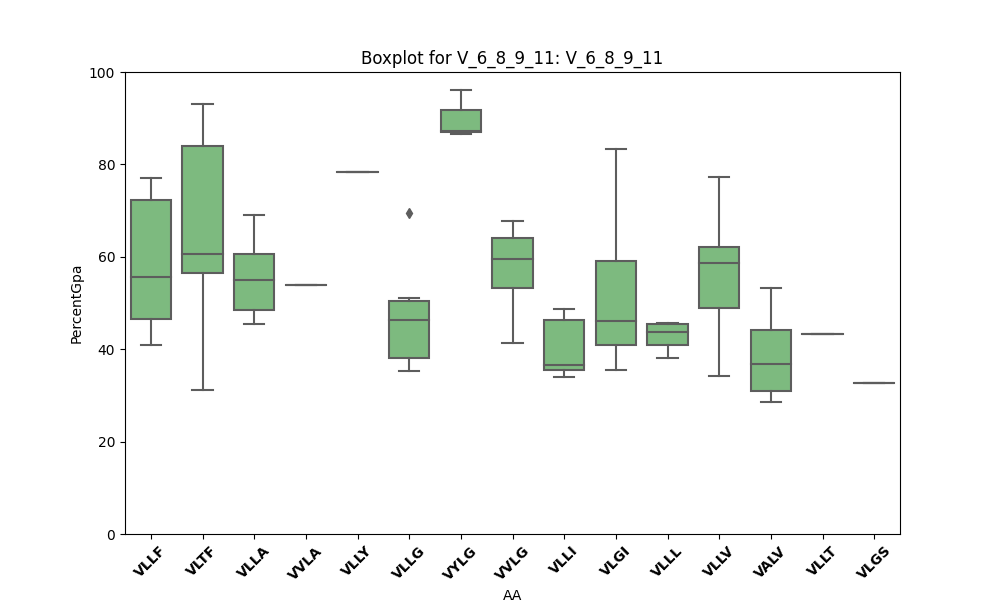 Boxplot for V_6_8_9_11: V_6_8_9_11
100
80
60
40
20
0
PercentGpa
VLLF VLTF VLLA VVLA VLLY VLLG VYLG VVLG VLLI VLGI VLLL VLLV VALV VLLT VLGS
AA